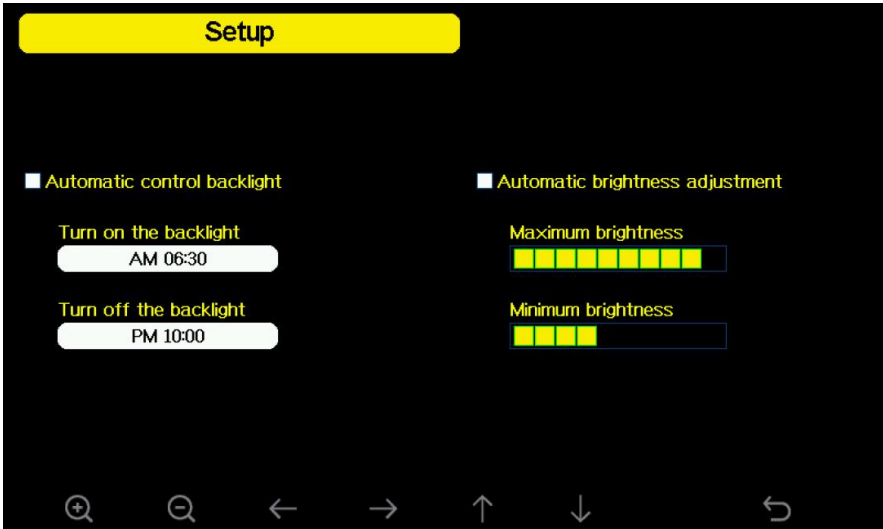 Setup
Automatic control backlight
Turn on the backlight
AM 06:30
Turn off the backlight
PM 10:00
Automatic brightness adjustment
Maximum brightness
Minimum brightness